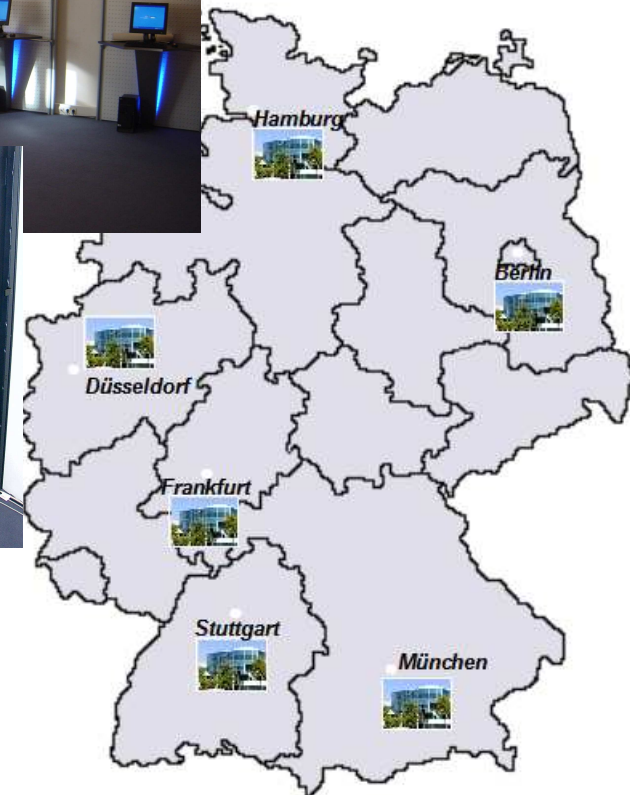 Hamburg
Berlin
Düsseldorf
Frankfurt
Stuttgart
München